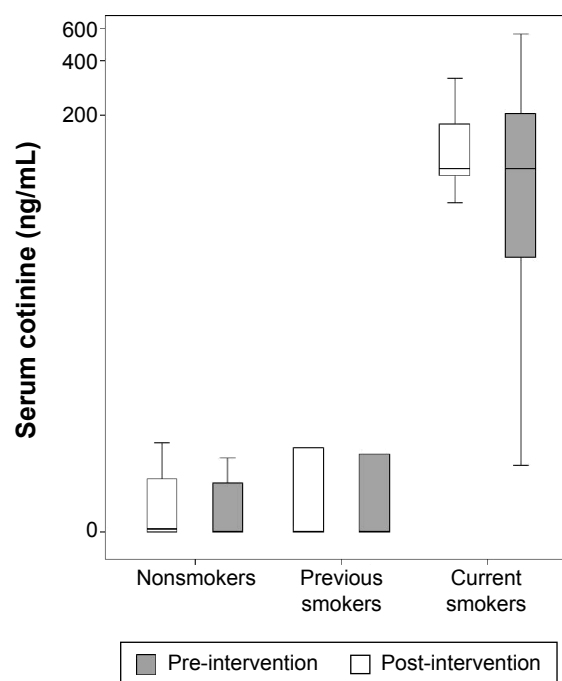 600
400
200
0
Serum cotinine (ng/mL)
Nonsmokers
Previous
smokers
Current
smokers
Pre-intervention
Post-intervention